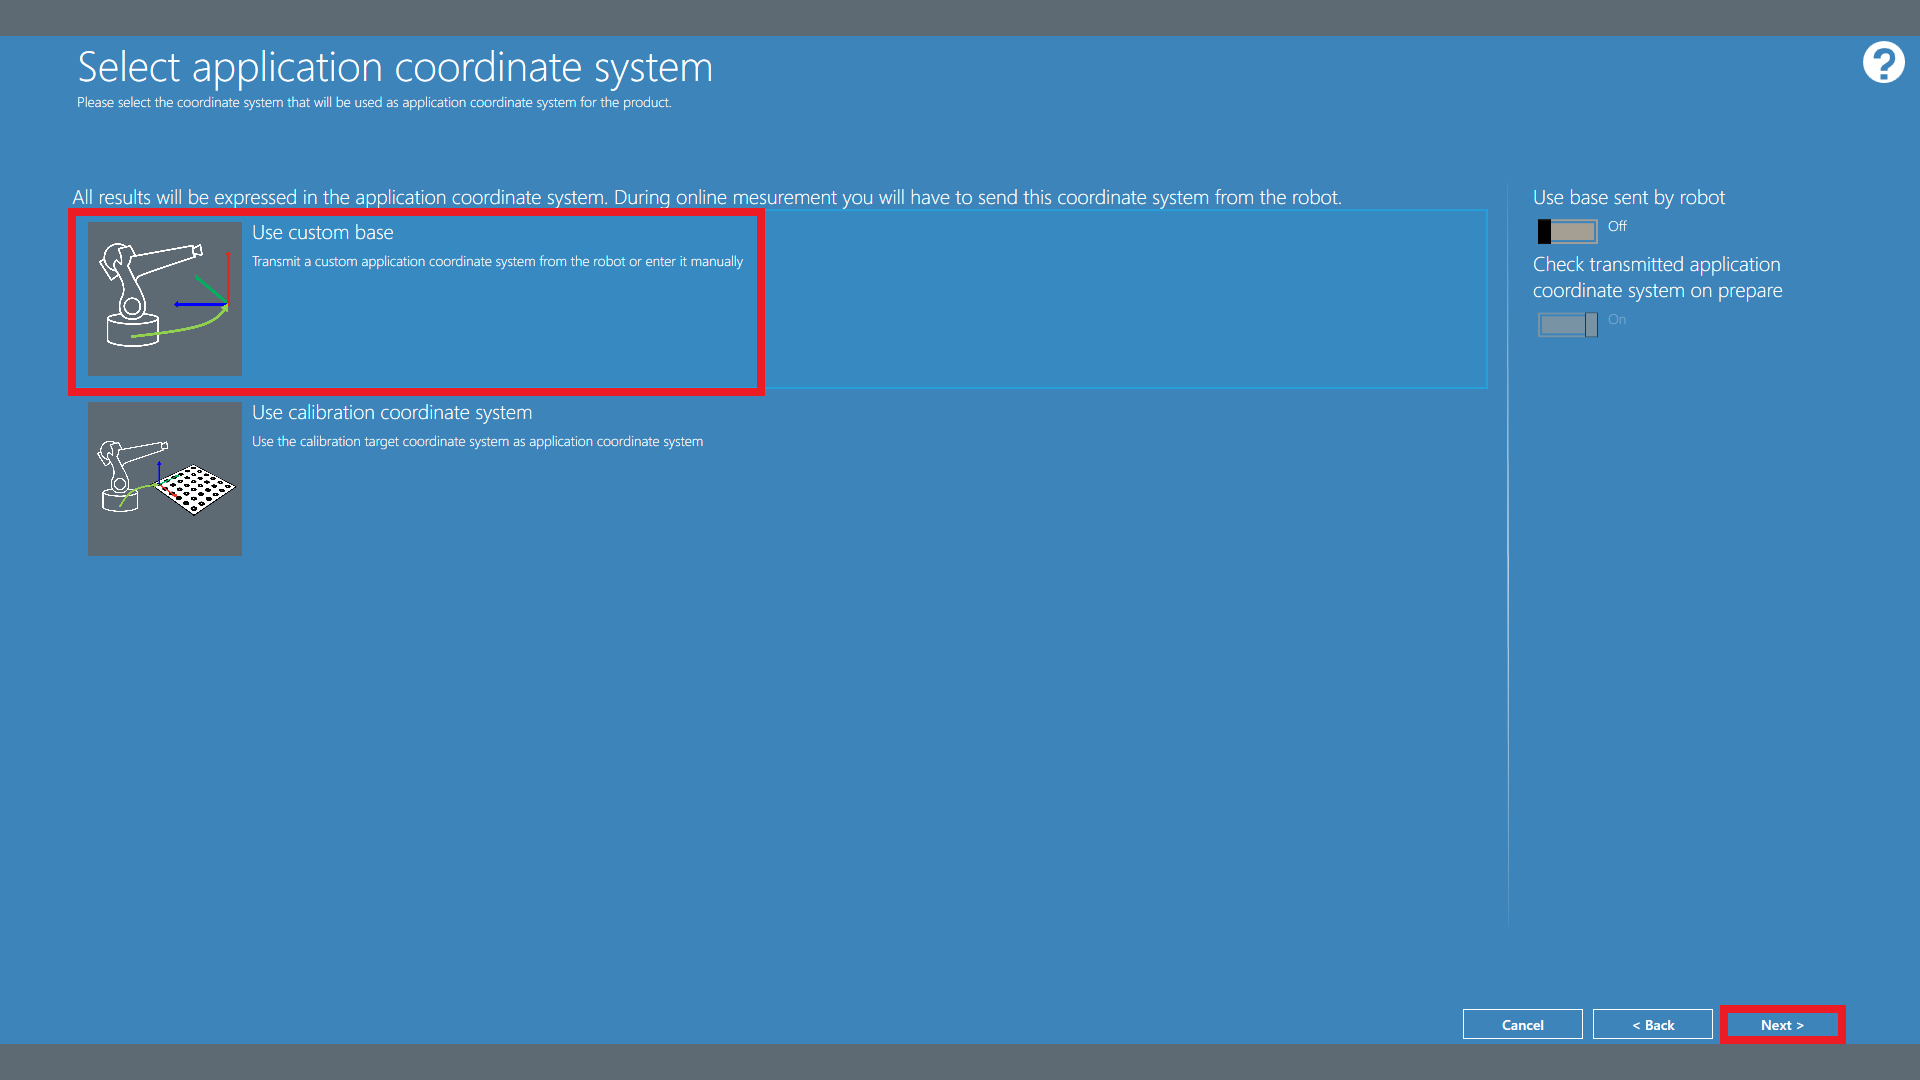 Select application coordinate system
Please select the coordinate system that will be used as application coordinate system for the product.
All results will be expressed in the application coordinate system. During online mesurement you will have to send this coordinate system from the robot.
Use custom base
Transmit a custom application coordinate system from the robot or enter it manually
Use calibration coordinate system
Use the calibration target coordinate system as application coordinate system
Use base sent by robot
Off
Check transmitted application
coordinate system on prepare
On
Cancel
< Back
Next >